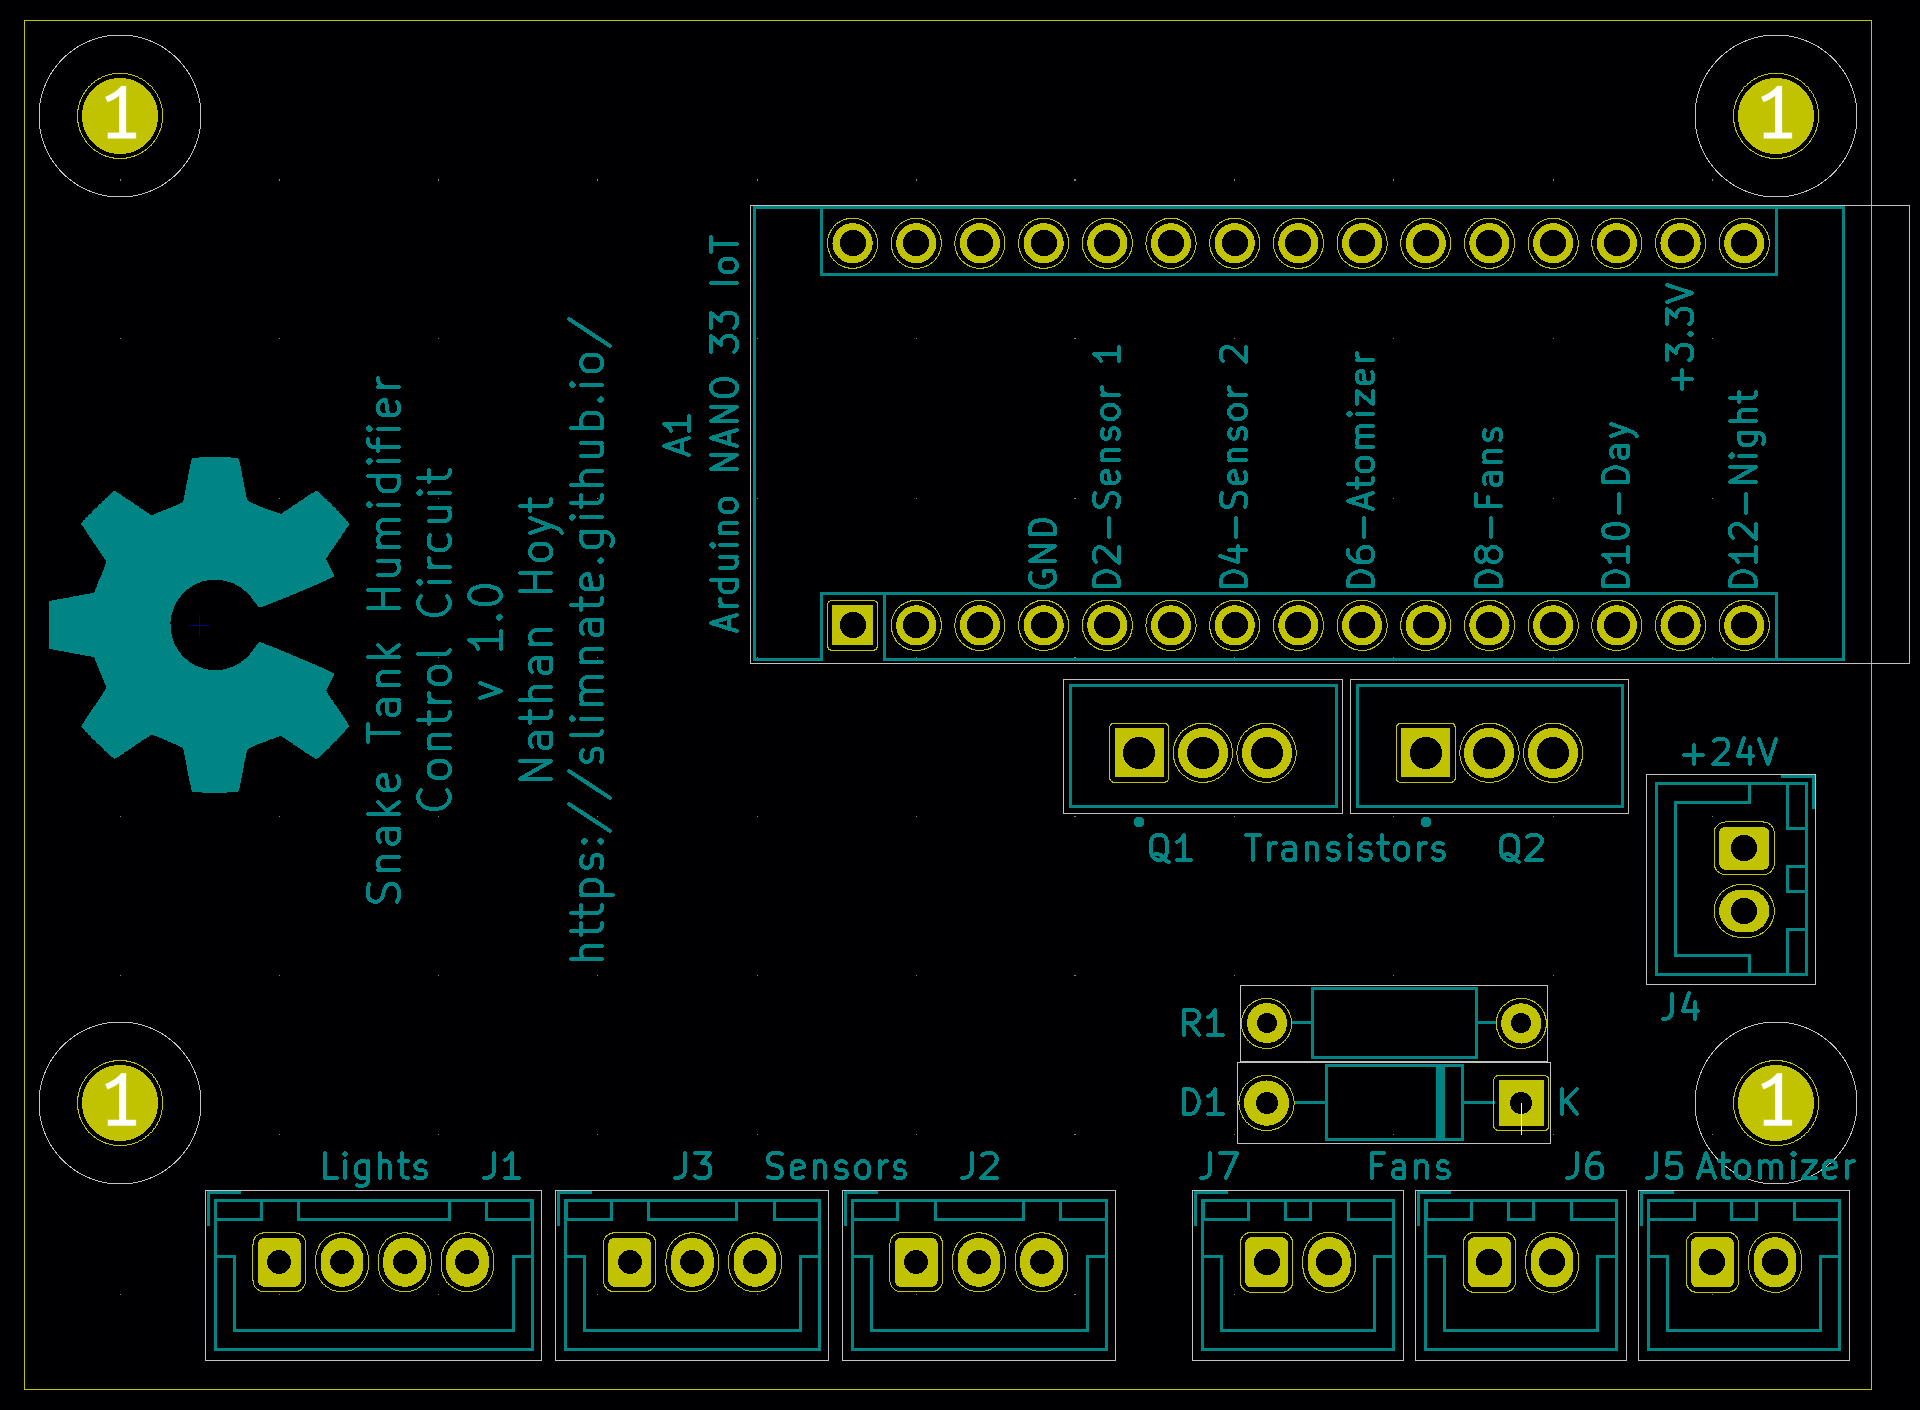 1
1
Snake Tank Humidifier
Control Circuit
v 1.0
Nathan Hoyt
https://slimnate.github.io/
A1
Arduino NANO 33 IoT
GND
D2-Sensor 1
D4-Sensor 2
D6-Atomizer
D8-Fans
D10-Day
+3.3V
D12-Night
Q1
Transistors
Q2
+24V
J4
R1
D1
K
1
1
Lights
J1
J3
Sensors
J2
J7
Fans
J6
J5
Atomizer